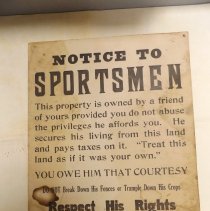 NOTICE TO
SPORTSMEN
This property is owned by a friend
of yours provided you do not abuse
the privileges he affords you. He
secures his living from this land
and pays taxes on it. "Treat this
land as if it was your own."
YOU OWE HIM THAT COURTESY
DO NOT Break Down His Fences or Trample Down His Crops
Respect His Rights